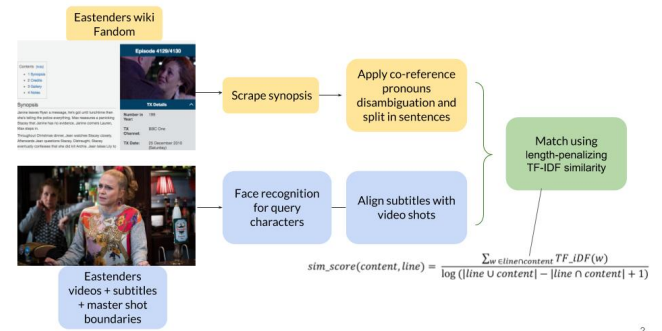 Eastenders wiki
Fandom
Episode 4129/4130
Contents
1 Synopsis
2 Credits
3 Gallery
4 Notes
Synopsis
TX Details
Number in
Year:
TX
Channel:
BBC One
TX Date:
(Saturday)
Scrape synopsis
Apply co-reference
pronouns
disambiguation and
split in sentences
Match using
length-penalizing
TF-IDF similarity
Face recognition
for query
characters
Align subtitles with
video shots
Eastenders
videos + subtitles
+ master shot
boundaries
sim_score(content, line) = ∑w ∈line∩content TF_iDF(w) / log (|line ∪ content| − |line ∩ content| + 1)